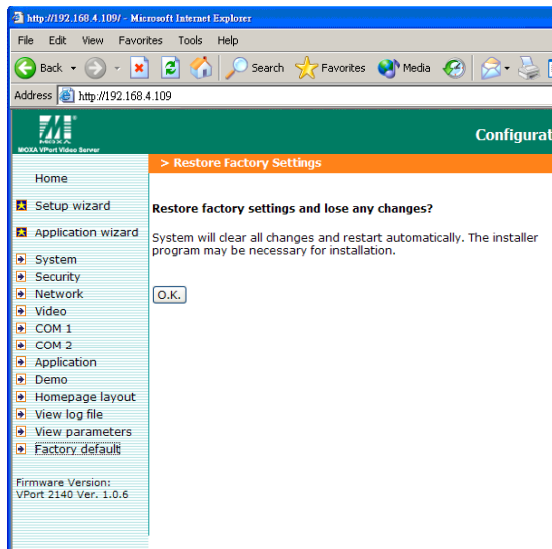 http://192.168.4.109/ - Microsoft Internet Explorer
File Edit View Favorites Tools Help
Back Search Favorites Media
Address http://192.168.4.109
MOXA
MOXA VPort Video Server
Configurat
> Restore Factory Settings
Home
Setup wizard
Application wizard
System
Security
Network
Video
COM 1
COM 2
Application
Demo
Homepage layout
View log file
View parameters
Factory default
Firmware Version:
VPort 2140 Ver. 1.0.6
Restore factory settings and lose any changes?
System will clear all changes and restart automatically. The installer
program may be necessary for installation.
O.K.